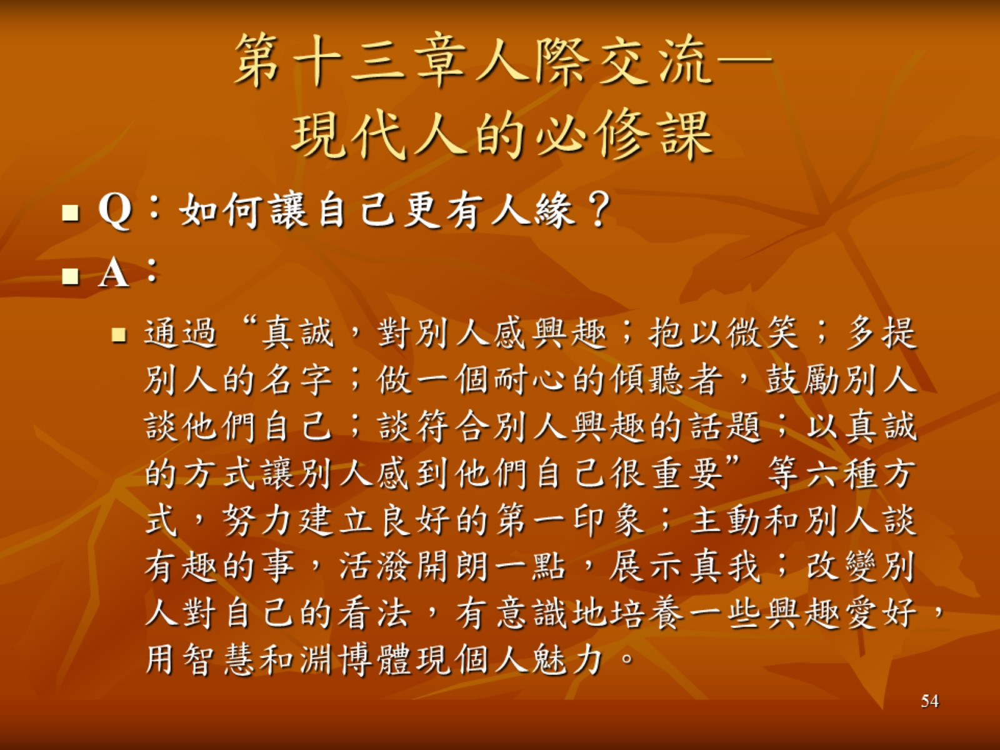 第十三章人際交流—
現代人的必修課
Q：如何讓自己更有人緣？
A：
通過“真誠，對別人感興趣；抱以微笑；多提
別人的名字；做一個耐心的傾聽者，鼓勵別人
談他們自己；談符合別人興趣的話題；以真誠
的方式讓別人感到他們自己很重要”等六種方
式，努力建立良好的第一印象；主動和別人談
有趣的事，活潑開朗一點，展示真我；改變別
人對自己的看法，有意識地培養一些興趣愛好，
用智慧和淵博體現個人魅力。
54